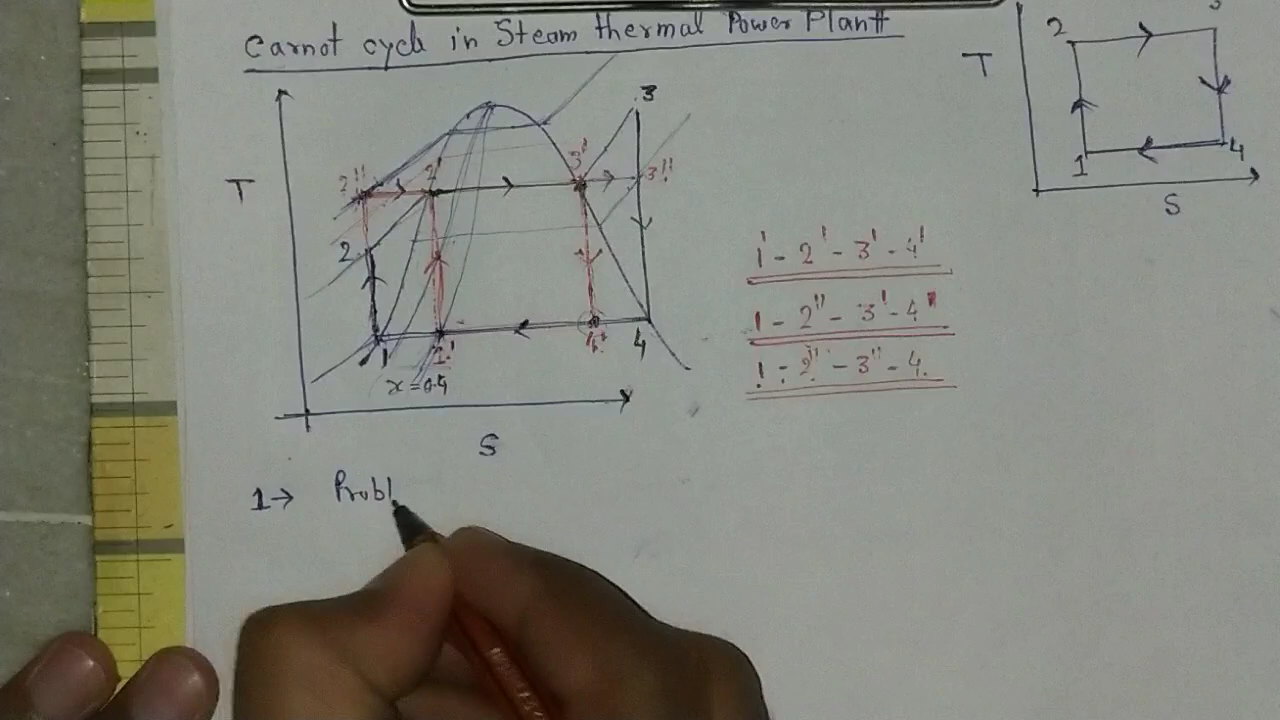 Carnot cycle in Steam thermal Power Plant
T
2''
2'
3'
3
3''
2
1
1'
4'
4
x=0.4
S
T
2
3
1
4
S
1' - 2' - 3' - 4'
1 - 2'' - 3' - 4'
1 - 2'' - 3'' - 4
1→ Probl